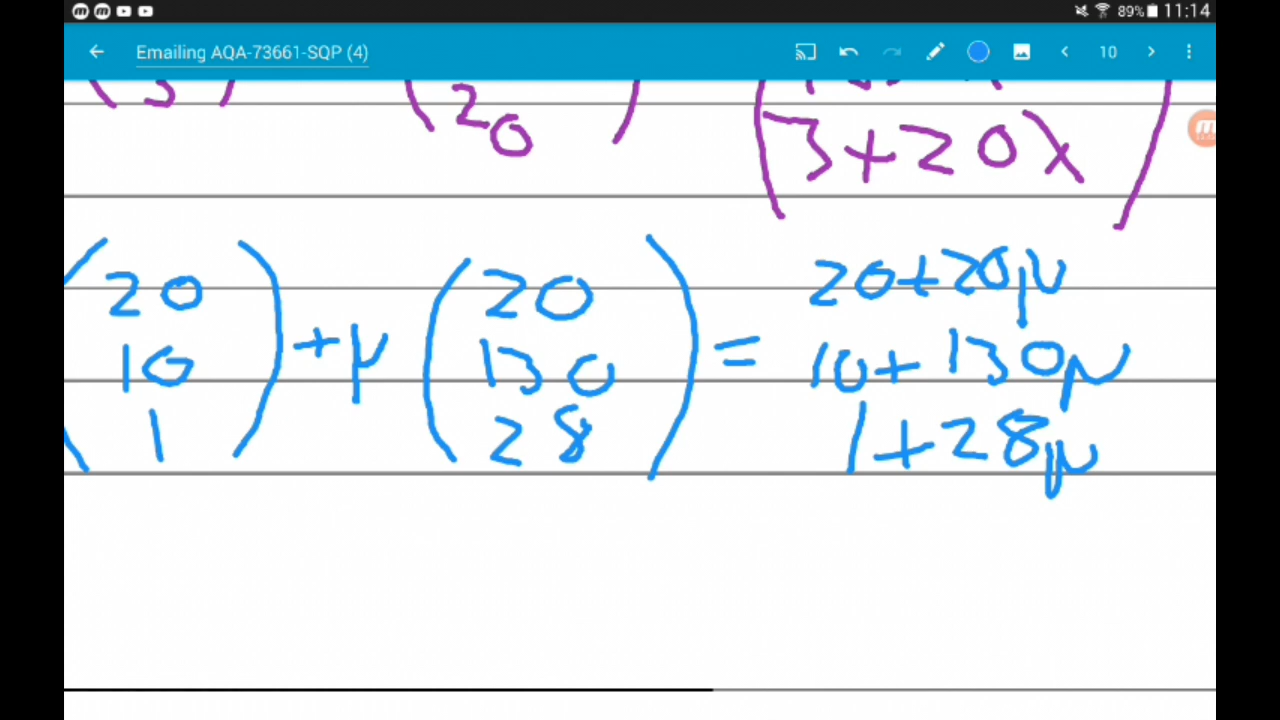 89% 11:14
Emailing AQA-73661-SQP (4) 10
20
3+20λ
20 20 20+20μ
10 +μ 130 = 10+130μ
1 28 1+28μ